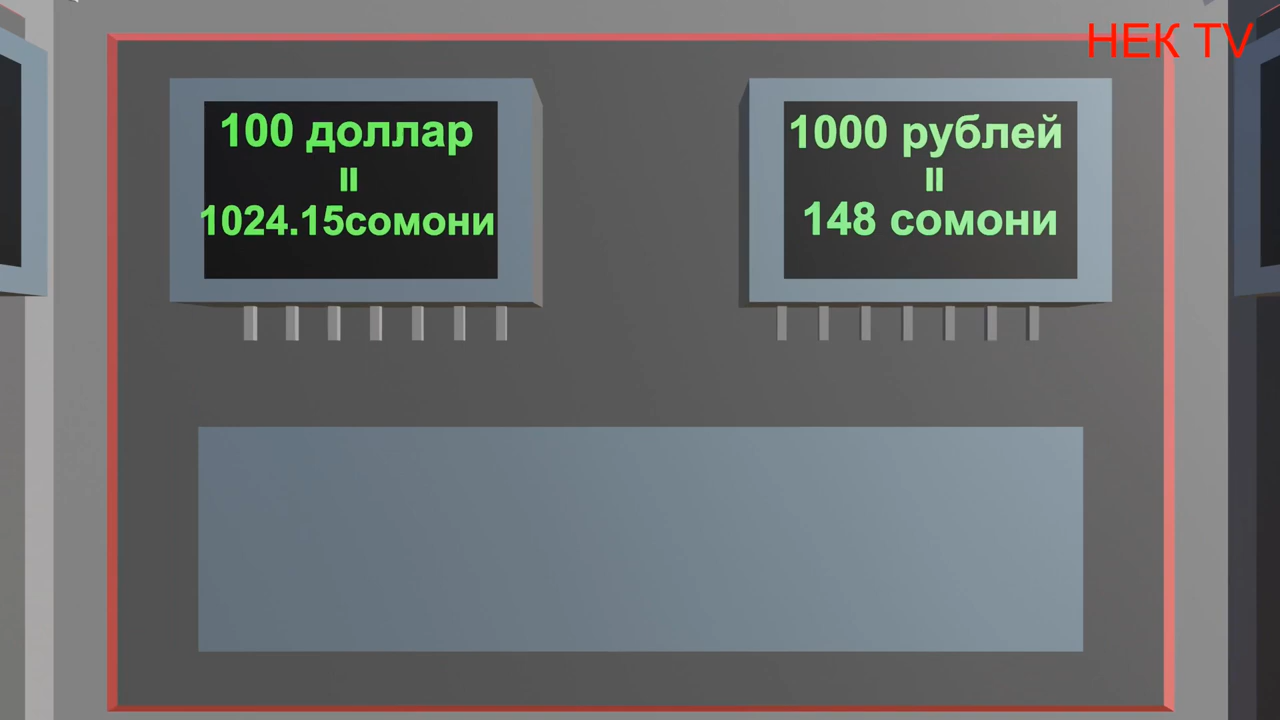 НЕК TV
100 доллар
=
1024.15сомони
1000 рублей
=
148 сомони